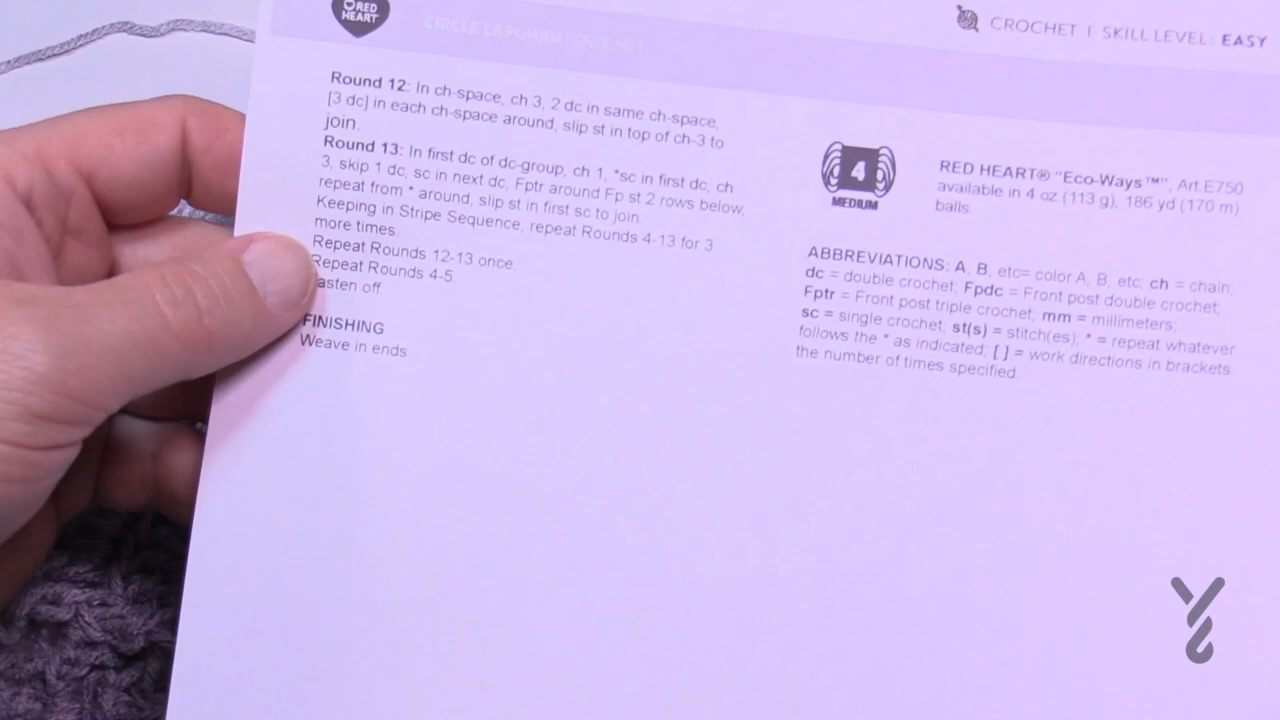 RED
HEART
CIRCLE LAPGHAN | CROCHET
CROCHET | SKILL LEVEL: EASY
Round 12: In ch-space, ch 3, 2 dc in same ch-space,
[3 dc] in each ch-space around, slip st in top of ch-3 to
join.
Round 13: In first dc of dc-group, ch 1, *sc in first dc, ch
3, skip 1 dc, sc in next dc, Fptr around Fp st 2 rows below,
repeat from * around, slip st in first sc to join.
Keeping in Stripe Sequence, repeat Rounds 4-13 for 3
more times.
Repeat Rounds 12-13 once.
Repeat Rounds 4-5.
asten off.
FINISHING
Weave in ends
4
MEDIUM
RED HEART® "Eco-Ways™", Art.E750
available in 4 oz (113 g), 186 yd (170 m)
balls.
ABBREVIATIONS: A, B, etc= color A, B, etc; ch = chain;
dc = double crochet; Fpdc = Front post double crochet;
Fptr = Front post triple crochet; mm = millimeters;
sc = single crochet; st(s) = stitch(es); * = repeat whatever
follows the * as indicated; [ ] = work directions in brackets
the number of times specified.